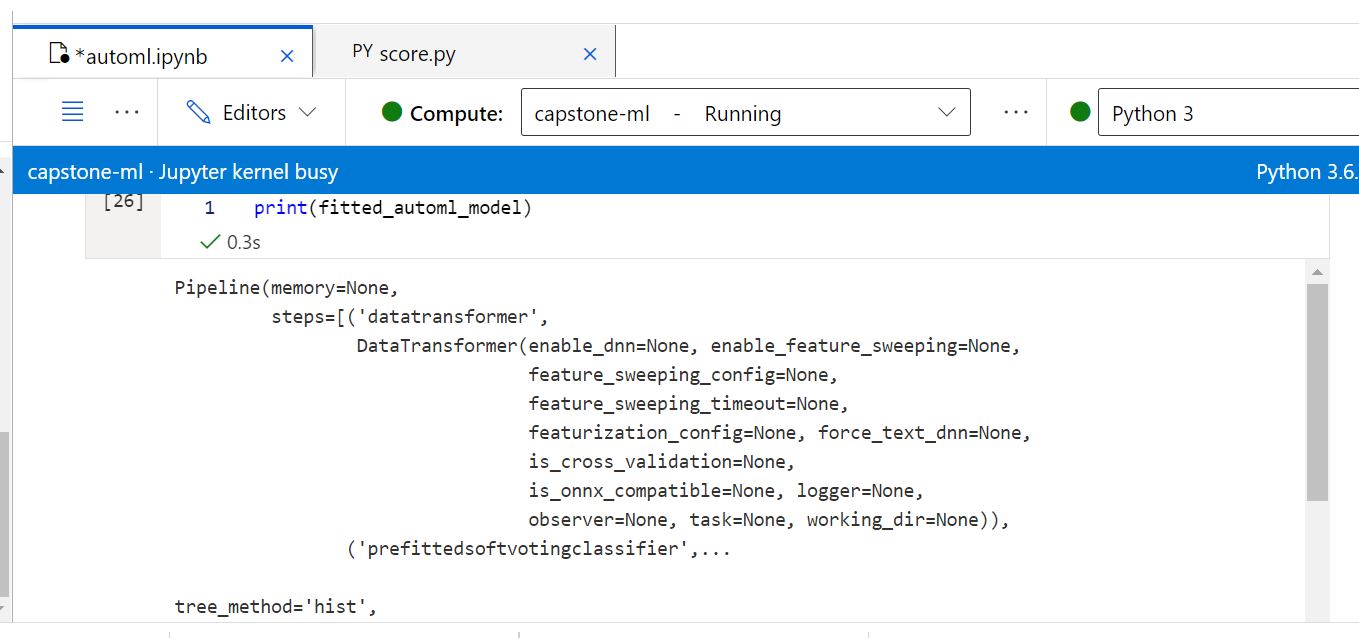 *automl.ipynb
PY score.py
Editors
Compute: capstone-ml - Running
Python 3
capstone-ml · Jupyter kernel busy
Python 3.6.
[26]
1 print(fitted_automl_model)
0.3s
Pipeline(memory=None,
steps=[('datatransformer',
DataTransformer(enable_dnn=None, enable_feature_sweeping=None,
feature_sweeping_config=None,
feature_sweeping_timeout=None,
featurization_config=None, force_text_dnn=None,
is_cross_validation=None,
is_onnx_compatible=None, logger=None,
observer=None, task=None, working_dir=None)),
('prefittedsoftvotingclassifier',...
tree_method='hist',